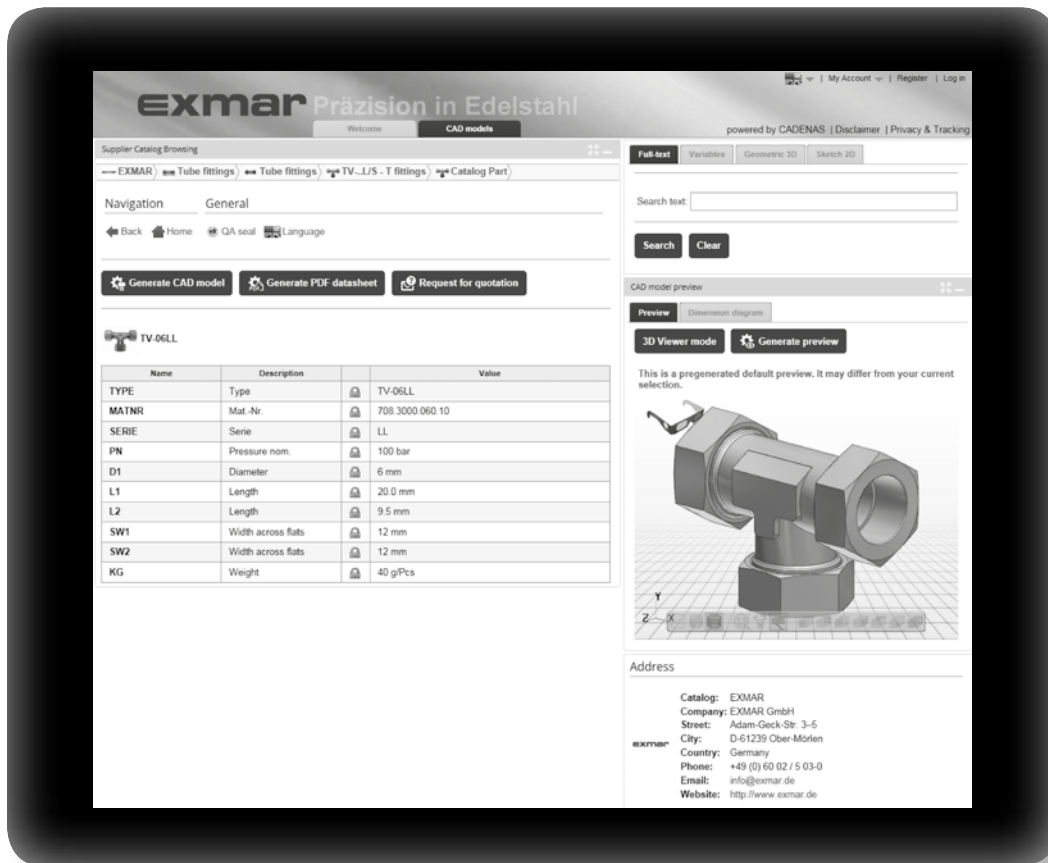 | My Account | Register | Log in
exmar Präzision in Edelstahl
Welcome CAD models
powered by CADENAS | Disclaimer | Privacy & Tracking
Supplier Catalog Browsing
EXMAR Tube fittings Tube fittings TV-...L/S - T fittings Catalog Part
Navigation General
Back Home QA seal Language
Generate CAD model Generate PDF datasheet Request for quotation
TV-06LL
Name Description Value
TYPE Type TV-06LL
MATNR Mat.-Nr. 708.3000.060.10
SERIE Serie LL
PN Pressure nom. 100 bar
D1 Diameter 6 mm
L1 Length 20.0 mm
L2 Length 9.5 mm
SW1 Width across flats 12 mm
SW2 Width across flats 12 mm
KG Weight 40 g/Pcs
Full-text Variables Geometric 3D Sketch 2D
Search text:
Search Clear
CAD model preview
Preview Dimension diagram
3D Viewer mode Generate preview
This is a pregenerated default preview. It may differ from your current
selection.
Y
Z X
Address
exmar
Catalog: EXMAR
Company: EXMAR GmbH
Street: Adam-Geck-Str. 3–5
City: D-61239 Ober-Mörlen
Country: Germany
Phone: +49 (0) 60 02 / 5 03-0
Email: info@exmar.de
Website: http://www.exmar.de